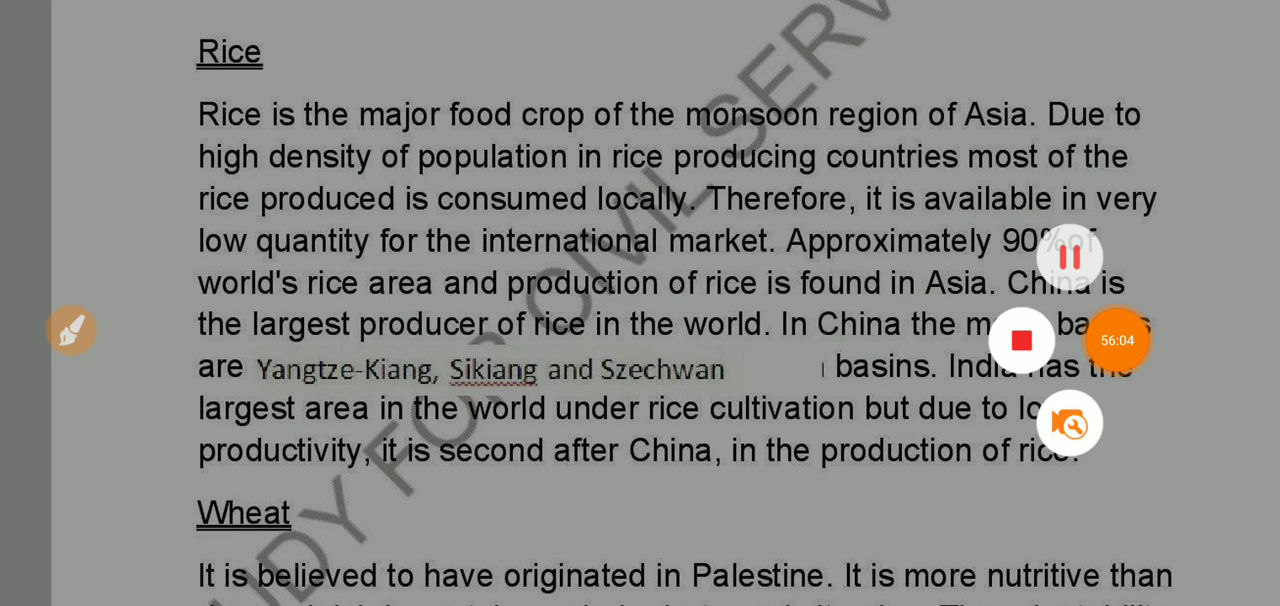 Rice
Rice is the major food crop of the monsoon region of Asia. Due to
high density of population in rice producing countries most of the
rice produced is consumed locally. Therefore, it is available in very
low quantity for the international market. Approximately 90% of
world's rice area and production of rice is found in Asia. China is
the largest producer of rice in the world. In China the
are Yangtze-Kiang, Sikiang and Szechwan basins. India has the
largest area in the world under rice cultivation but due to
productivity, it is second after China, in the production of rice.
Wheat
It is believed to have originated in Palestine. It is more nutritive than
56:04
FOR CIVIL